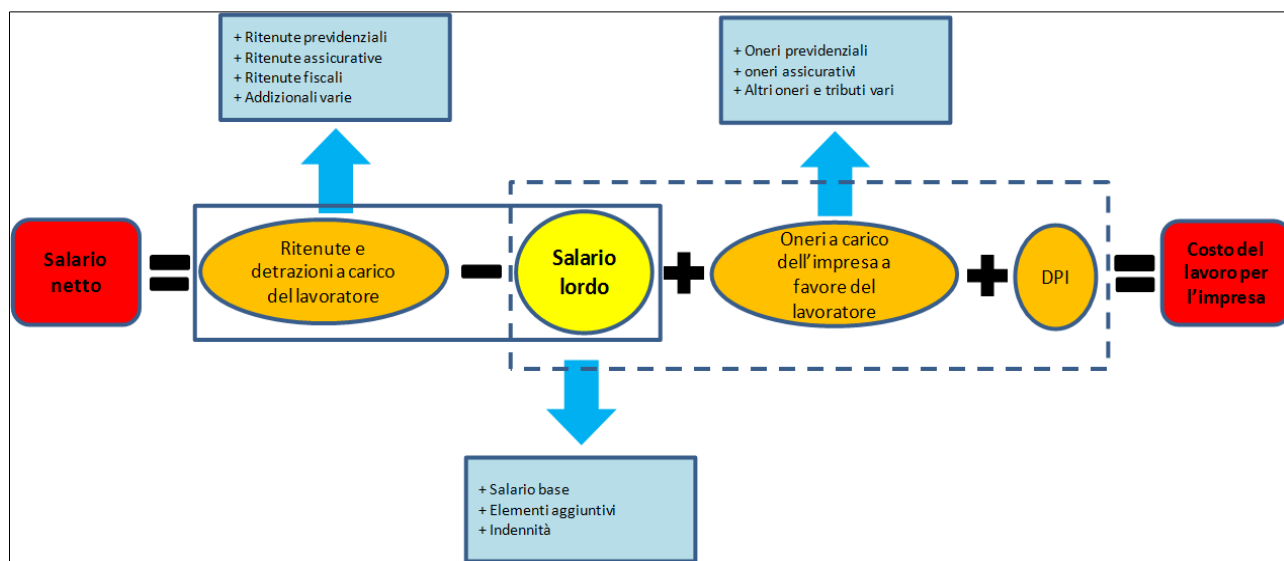 + Ritenute previdenziali
+ Ritenute assicurative
+ Ritenute fiscali
+ Addizionali varie
+ Oneri previdenziali
+ oneri assicurativi
+ Altri oneri e tributi vari
Salario
netto
=
Ritenute e
detrazioni a carico
del lavoratore
-
Salario
lordo
+
Oneri a carico
dell'impresa a
favore del
lavoratore
+
DPI
=
Costo del
lavoro per
l'impresa
+ Salario base
+ Elementi aggiuntivi
+ Indennità